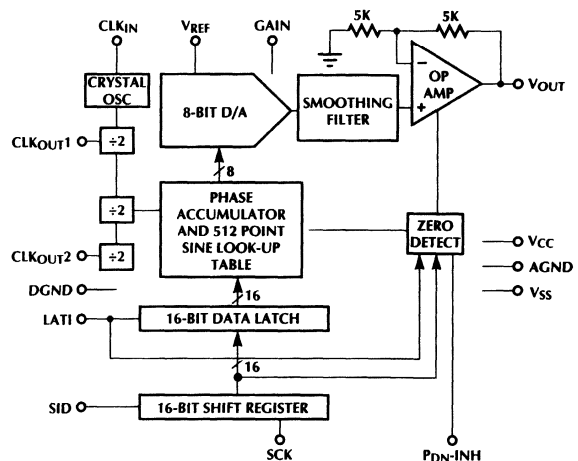 CLKIN
VREF
GAIN
5K
5K
CRYSTAL
OSC
8-BIT D/A
SMOOTHING
FILTER
−
OP
AMP
+
VOUT
CLKOUT1
÷2
8
÷2
PHASE
ACCUMULATOR
AND 512 POINT
SINE LOOK-UP
TABLE
ZERO
DETECT
VCC
CLKOUT2
÷2
AGND
DGND
16
VSS
LATI
16-BIT DATA LATCH
16
SID
16-BIT SHIFT REGISTER
SCK
PDN-INH